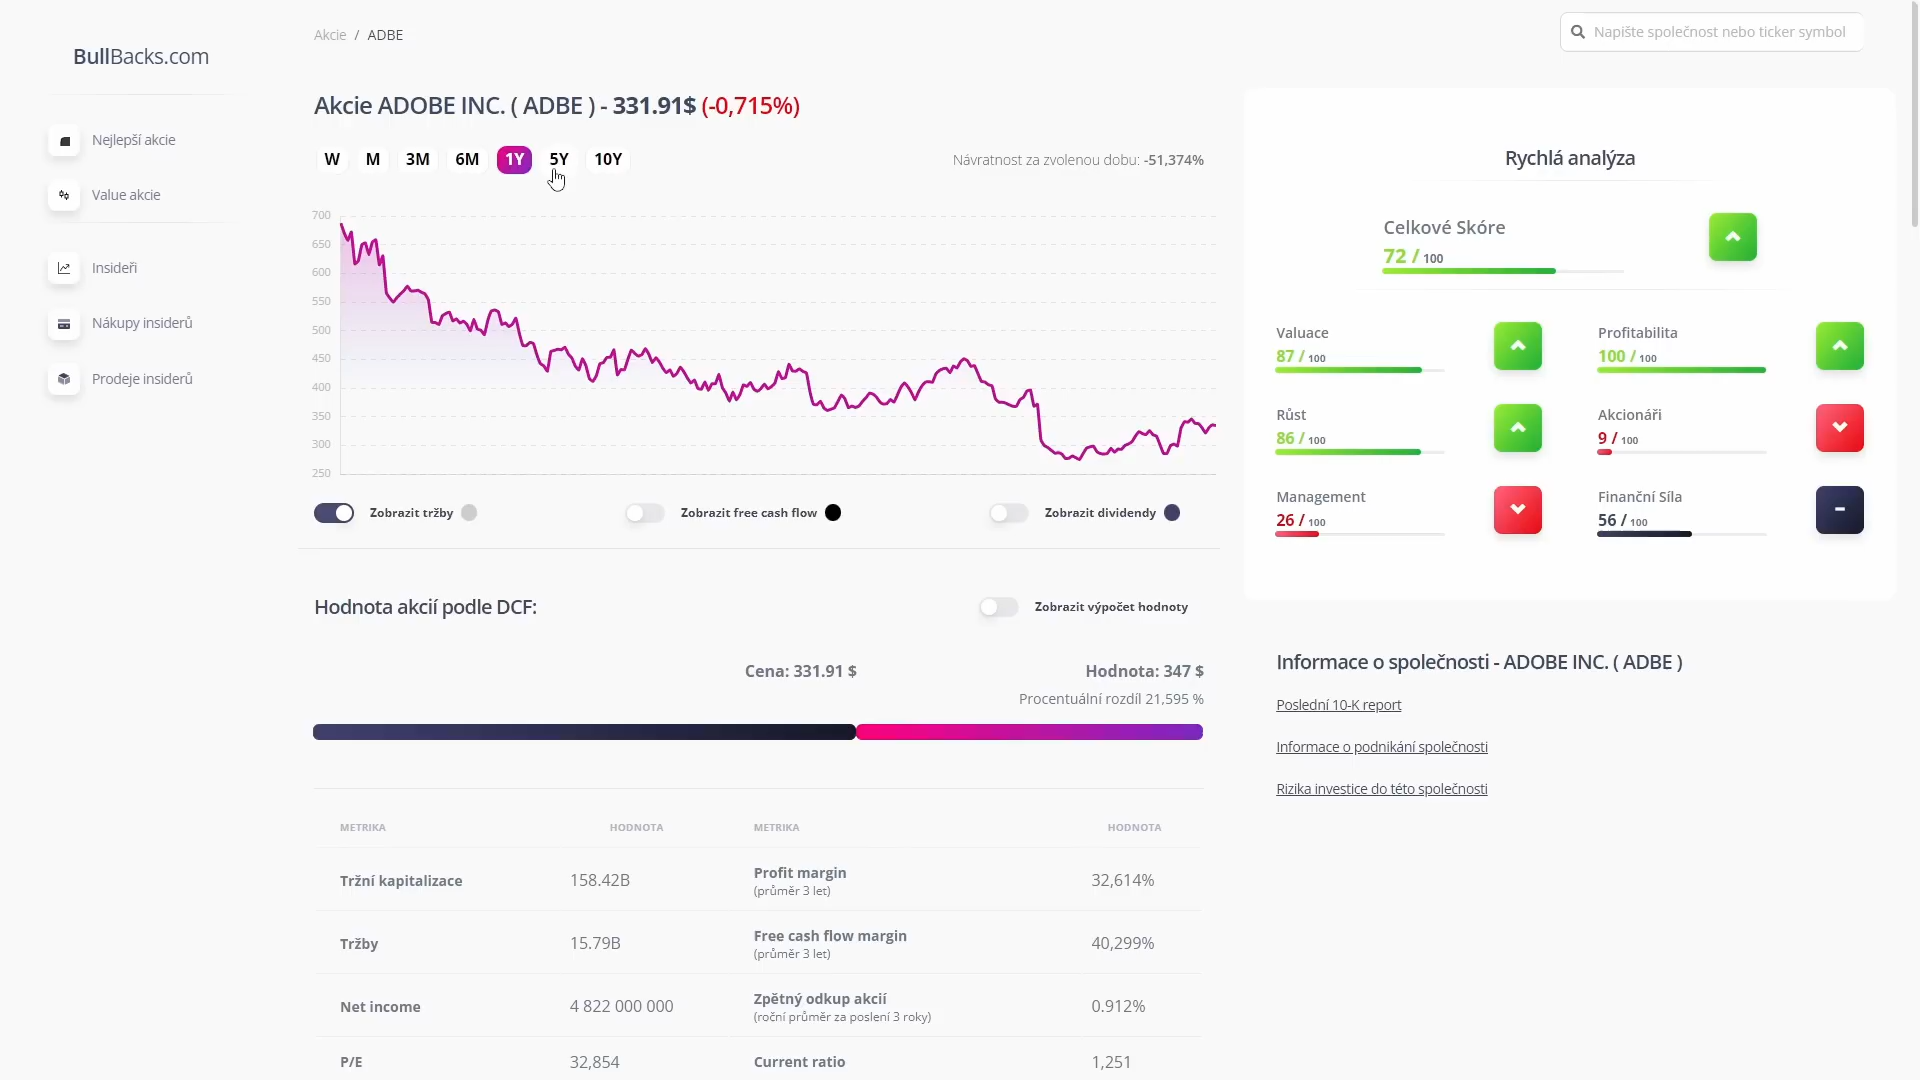 BullBacks.com
Nejlepší akcie
Value akcie
Insideři
Nákupy insiderů
Prodeje insiderů
Akcie / ADBE
Napište společnost nebo ticker symbol
Akcie ADOBE INC. ( ADBE ) - 331.91$ (-0,715%)
W M 3M 6M 1Y 5Y 10Y
Návratnost za zvolenou dobu: -51,374%
700
650
600
550
500
450
400
350
300
250
Zobrazit tržby
Zobrazit free cash flow
Zobrazit dividendy
Hodnota akcií podle DCF:
Zobrazit výpočet hodnoty
Cena: 331.91 $
Hodnota: 347 $
Procentuální rozdíl 21,595 %
METRIKA HODNOTA METRIKA HODNOTA
Tržní kapitalizace 158.42B Profit margin (průměr 3 let) 32,614%
Tržby 15.79B Free cash flow margin (průměr 3 let) 40,299%
Net income 4 822 000 000 Zpětný odkup akcií (roční průměr za poslení 3 roky) 0.912%
P/E 32,854 Current ratio 1,251
Rychlá analýza
Celkové Skóre
72 / 100
Valuace
87 / 100
Profitabilita
100 / 100
Růst
86 / 100
Akcionáři
9 / 100
Management
26 / 100
Finanční Síla
56 / 100
Informace o společnosti - ADOBE INC. ( ADBE )
Poslední 10-K report
Informace o podnikání společnosti
Rizika investice do této společnosti